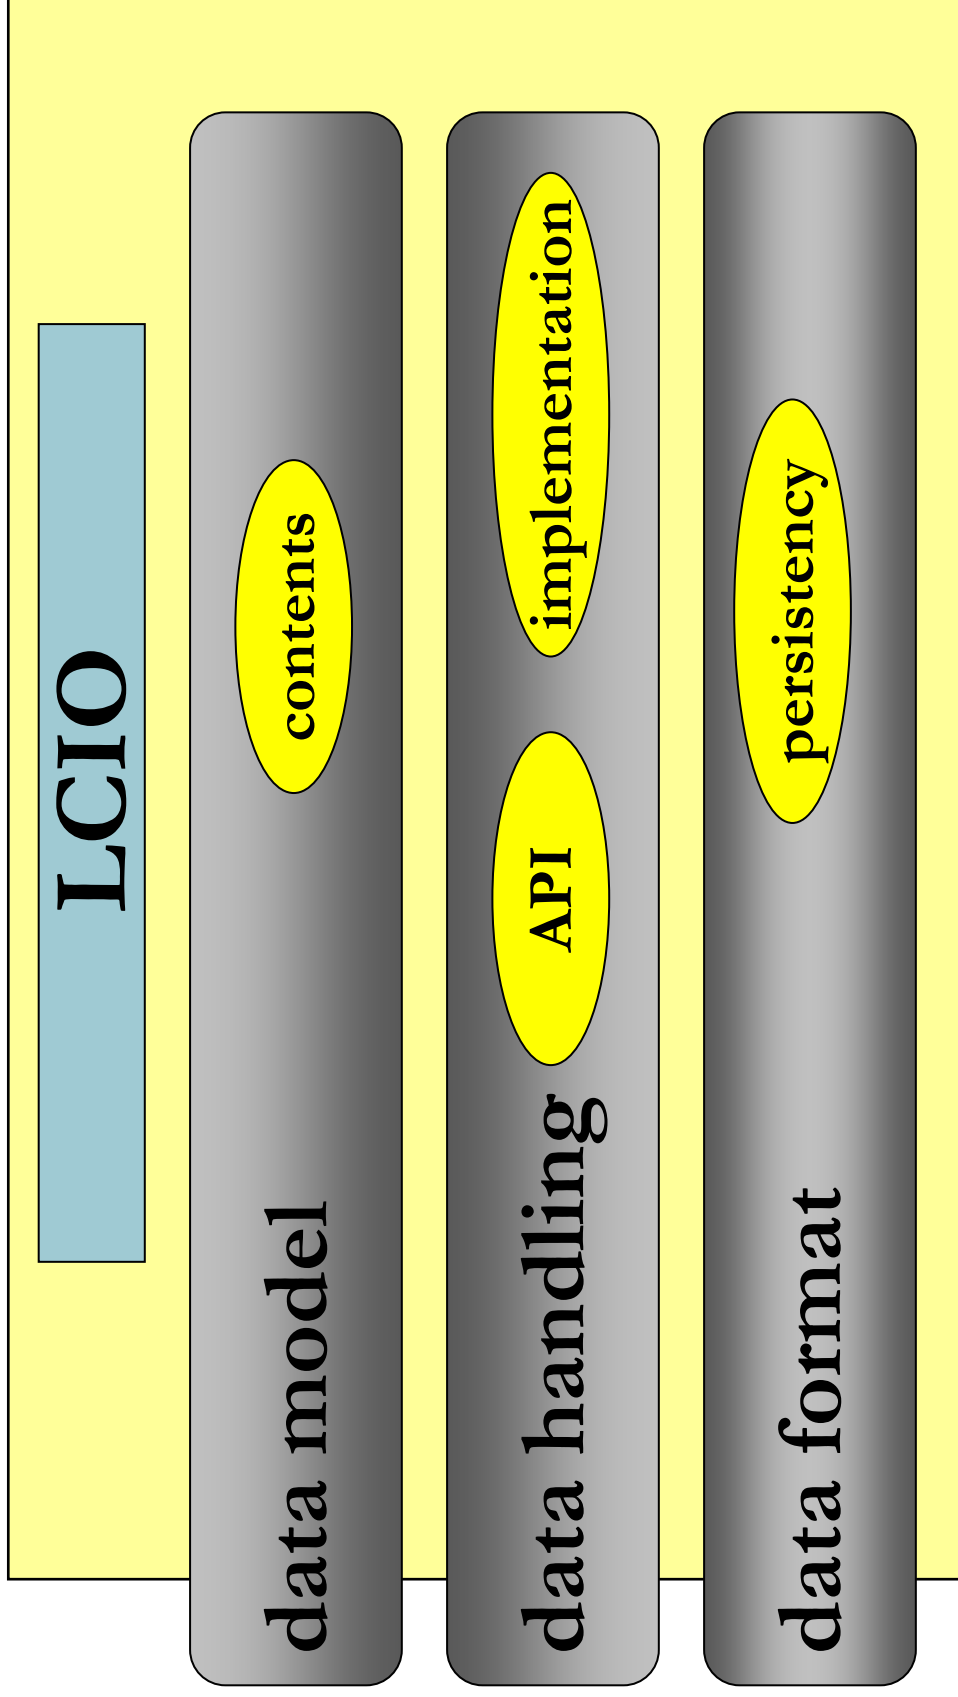 LCIO
data model
contents
data handling
API
implementation
data format
persistency